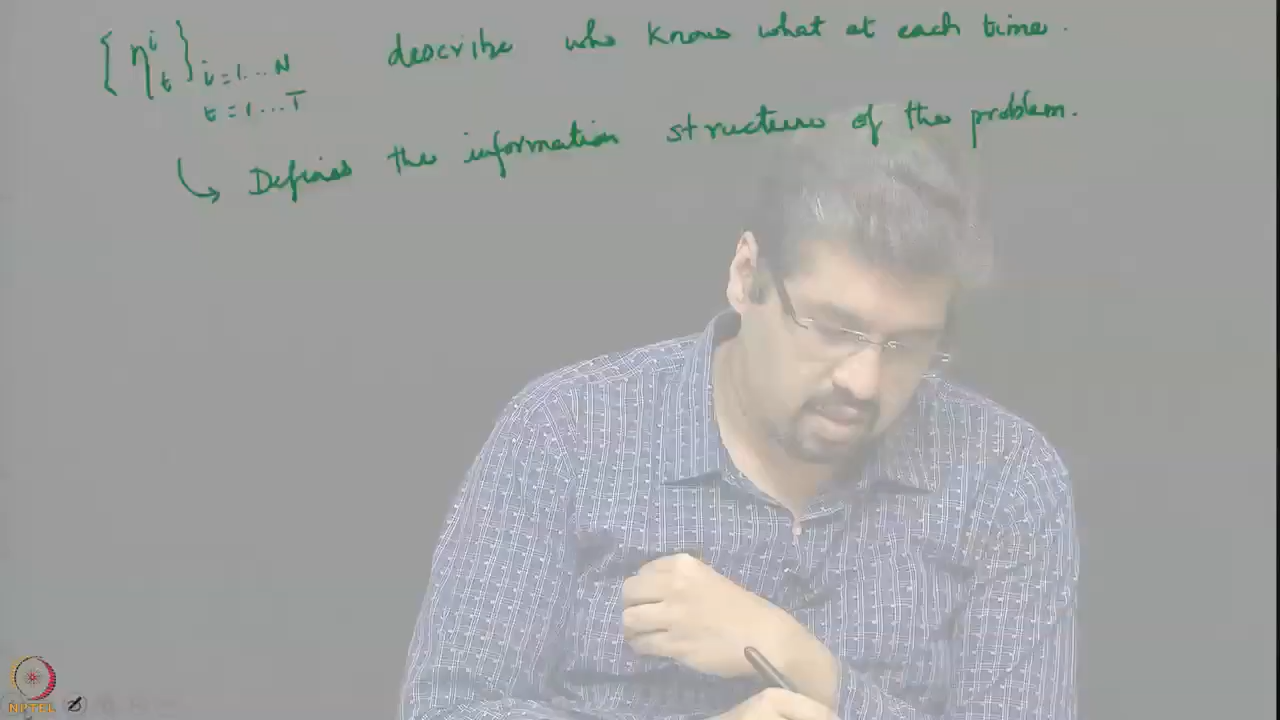 {η^i_t}_{i=1...N describe who knows what at each time.
t=1...T
↳ Defines the information structure of the problem.
NPTEL